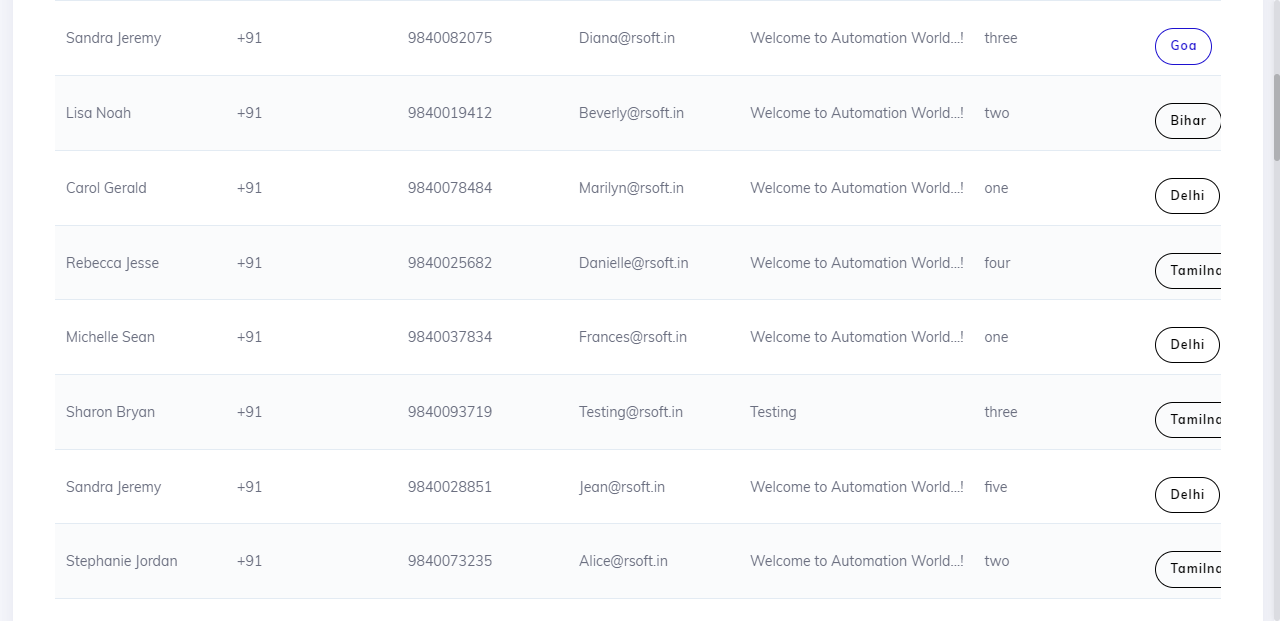 Sandra Jeremy +91 9840082075 Diana@rsoft.in Welcome to Automation World...! three Goa
Lisa Noah +91 9840019412 Beverly@rsoft.in Welcome to Automation World...! two Bihar
Carol Gerald +91 9840078484 Marilyn@rsoft.in Welcome to Automation World...! one Delhi
Rebecca Jesse +91 9840025682 Danielle@rsoft.in Welcome to Automation World...! four Tamilna
Michelle Sean +91 9840037834 Frances@rsoft.in Welcome to Automation World...! one Delhi
Sharon Bryan +91 9840093719 Testing@rsoft.in Testing three Tamilna
Sandra Jeremy +91 9840028851 Jean@rsoft.in Welcome to Automation World...! five Delhi
Stephanie Jordan +91 9840073235 Alice@rsoft.in Welcome to Automation World...! two Tamilna